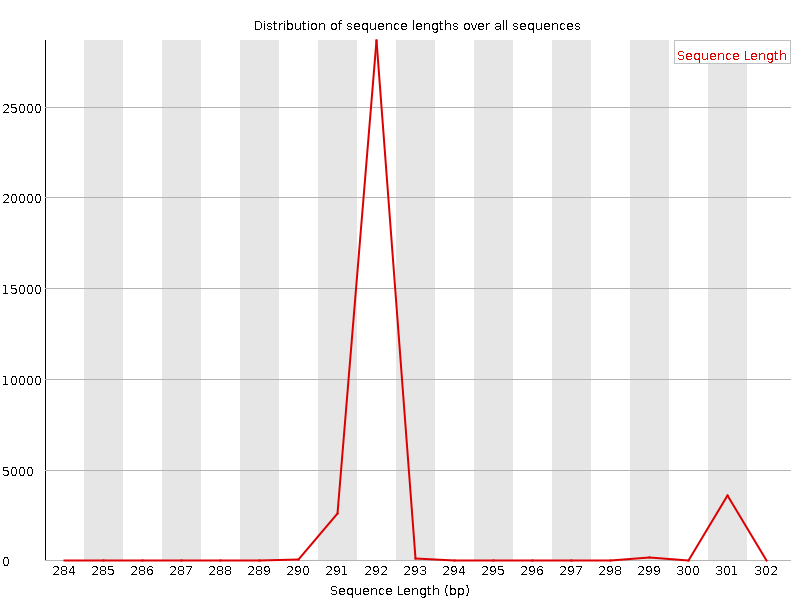 Distribution of sequence lengths over all sequences
Sequence Length
25000
20000
15000
10000
5000
0
284 285 286 287 288 289 290 291 292 293 294 295 296 297 298 299 300 301 302
Sequence Length (bp)